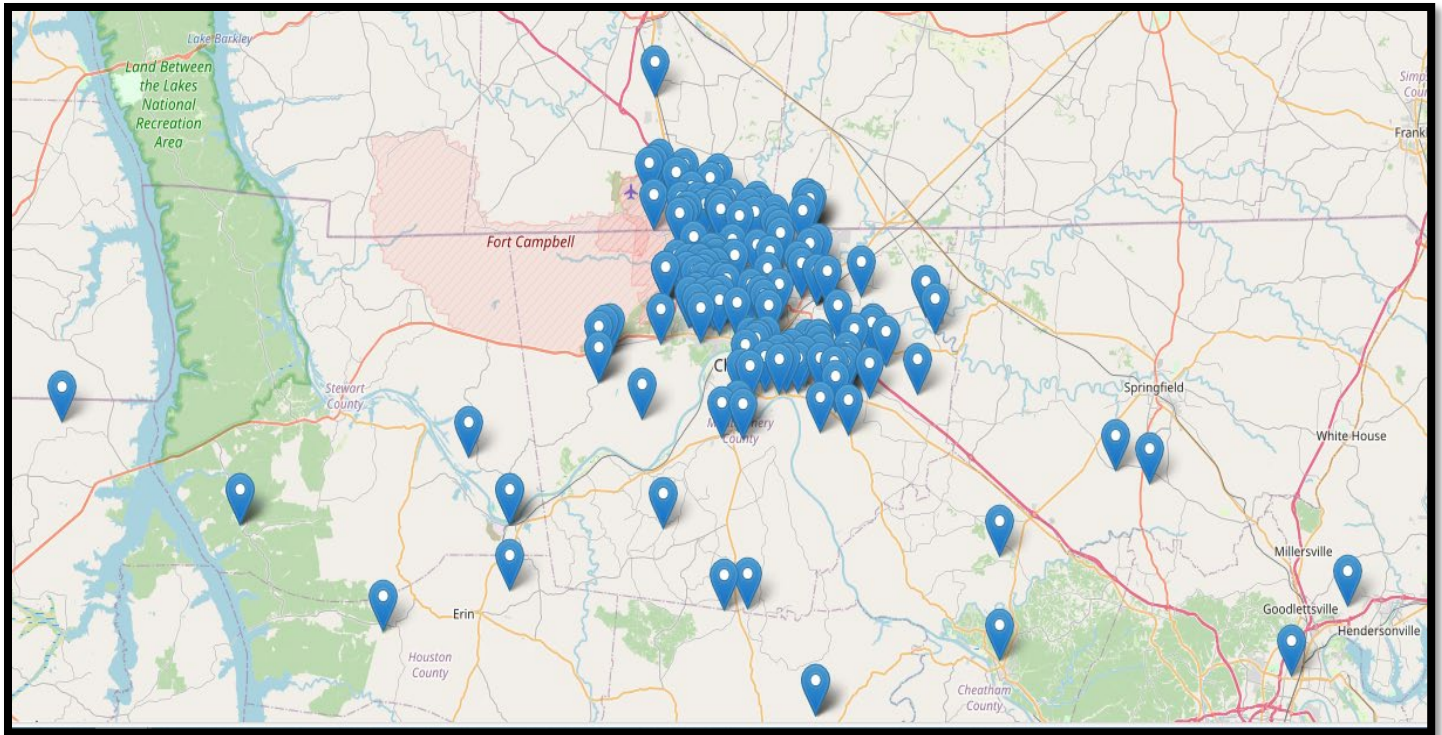 Lake Barkley
Land Between
the Lakes
National
Recreation
Area
Fort Campbell
Stewart
County
Springfield
White House
County
Erin
Houston
County
Millersville
Goodlettsville
Hendersonville
Cheatham
County